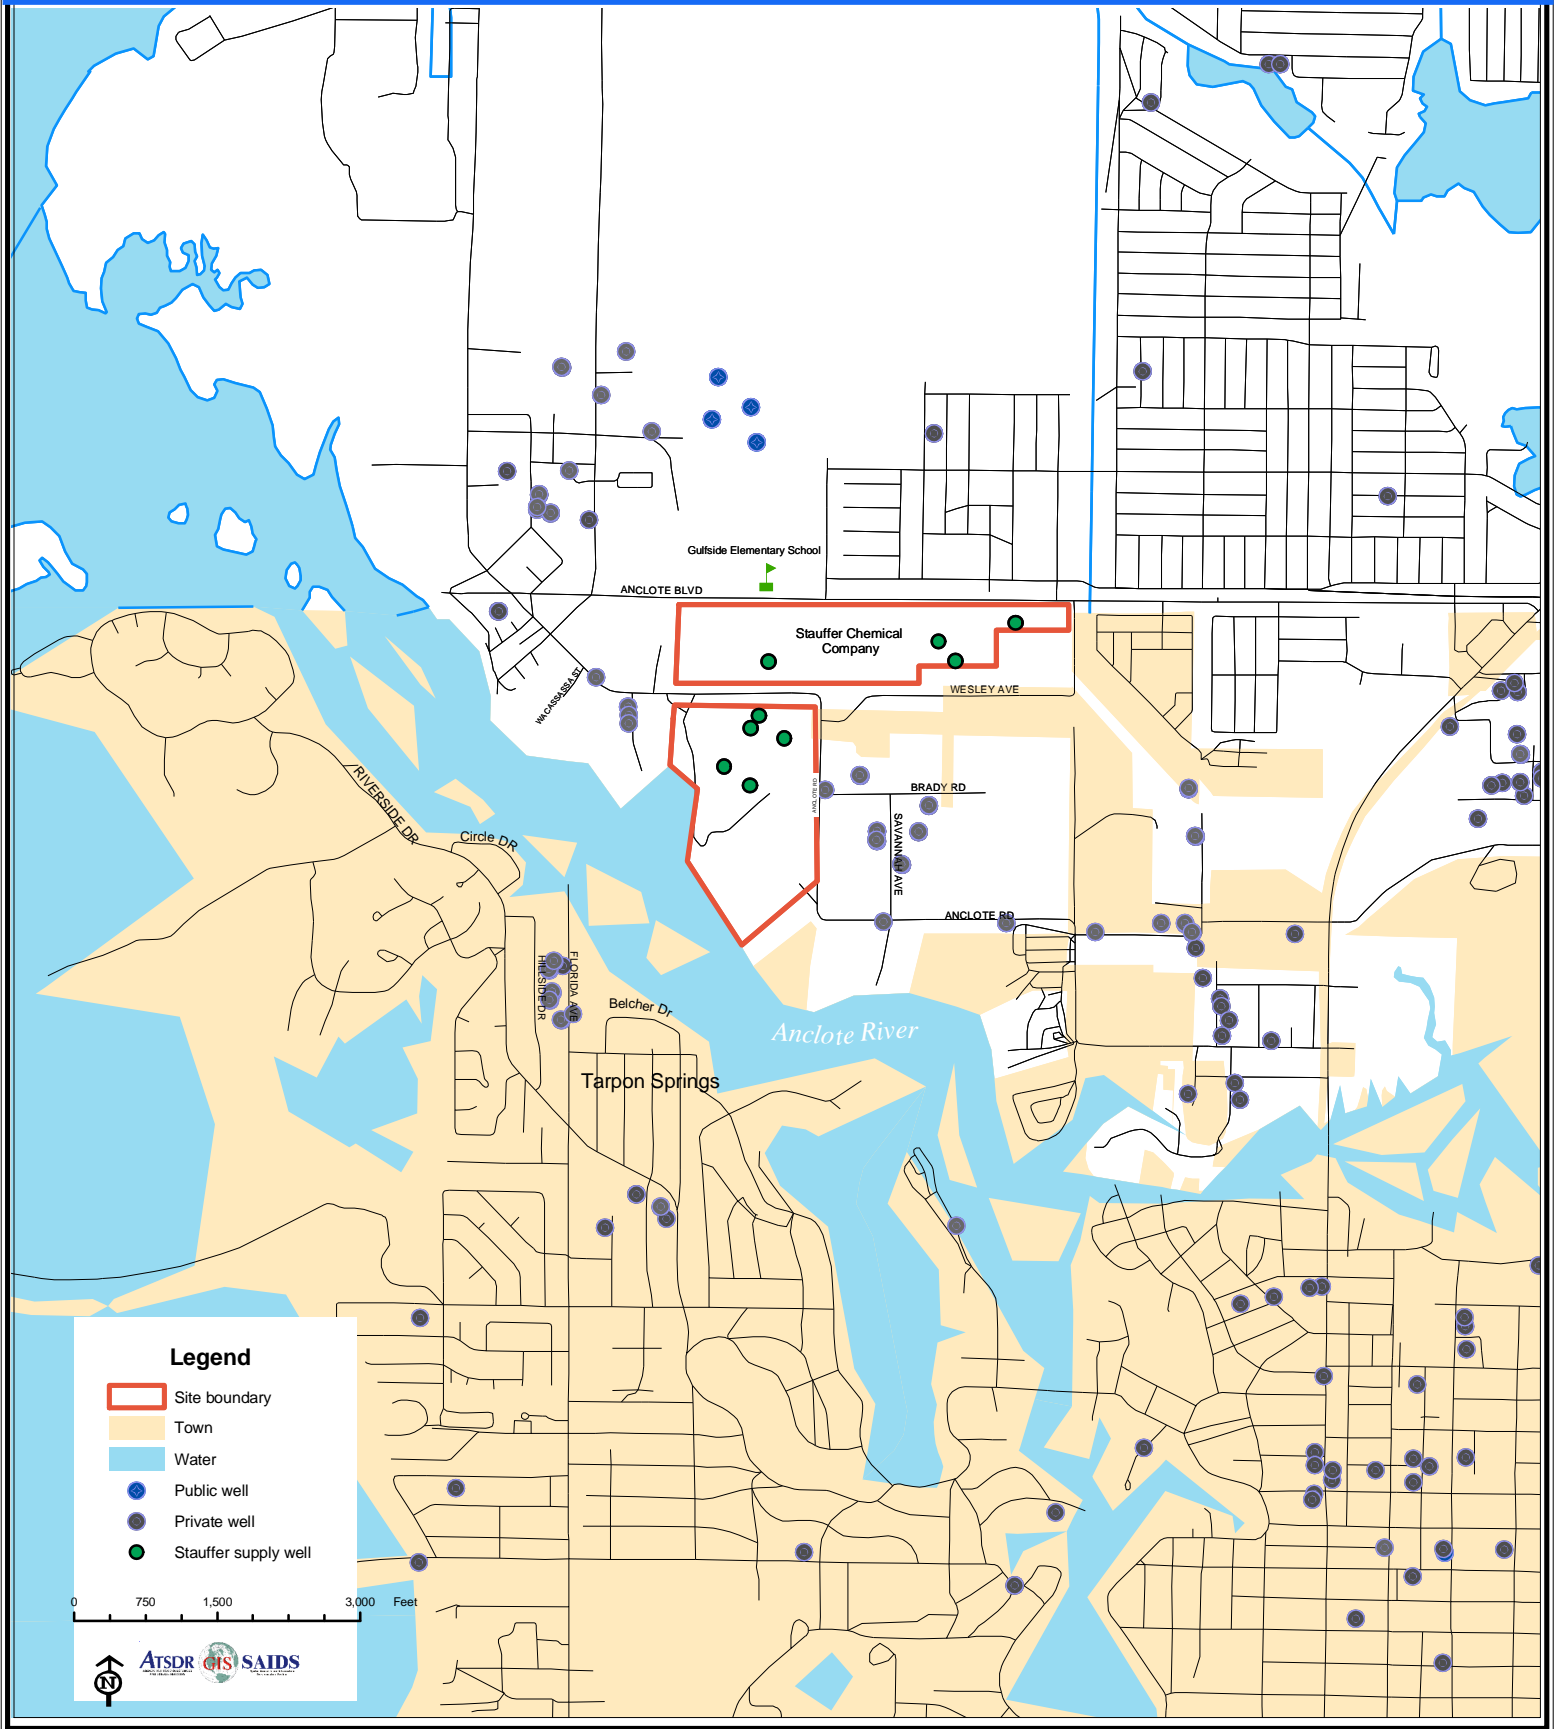 Gulfside Elementary School
ANCLOTE BLVD
Stauffer Chemical
Company
WESLEY AVE
WACASSASSA ST
ANCLOTE RD
BRADY RD
SAVANNAH AVE
RIVERSIDE DR
Circle DR
ANCLOTE RD
HILLSIDE DR
FLORIDA AVE
Belcher Dr
Anclote River
Tarpon Springs
Legend
Site boundary
Town
Water
Public well
Private well
Stauffer supply well
0 750 1,500 3,000 Feet
N
ATSDR GIS SAIDS